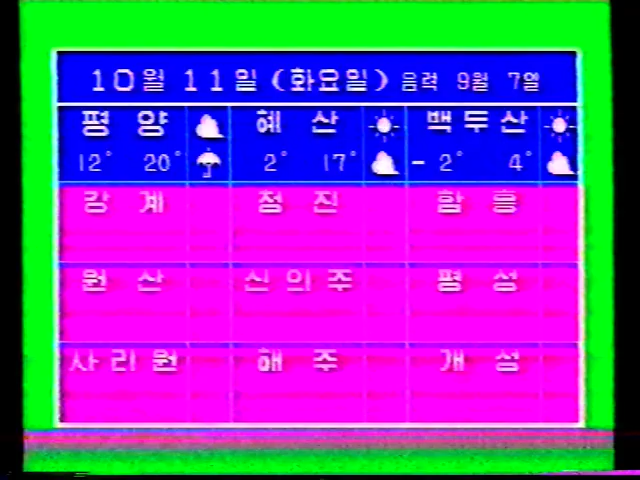 10월 11일 (화요일) 음력 9월 7일
평양 혜산 백두산
12° 20° 2° 17° -2° 4°
강계 청진 함흥
원산 신의주 평성
사리원 해주 개성